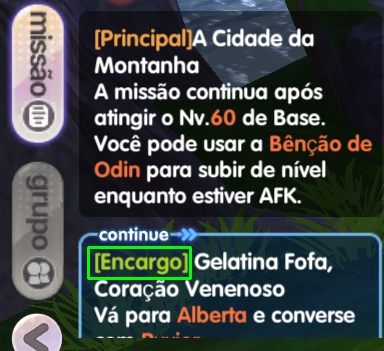 missão
grupo
[Principal]A Cidade da
Montanha
A missão continua após
atingir o Nv.60 de Base.
Você pode usar a Bênção de
Odin para subir de nível
enquanto estiver AFK.
continue
[Encargo] Gelatina Fofa,
Coração Venenoso
Vá para Alberta e converse
com